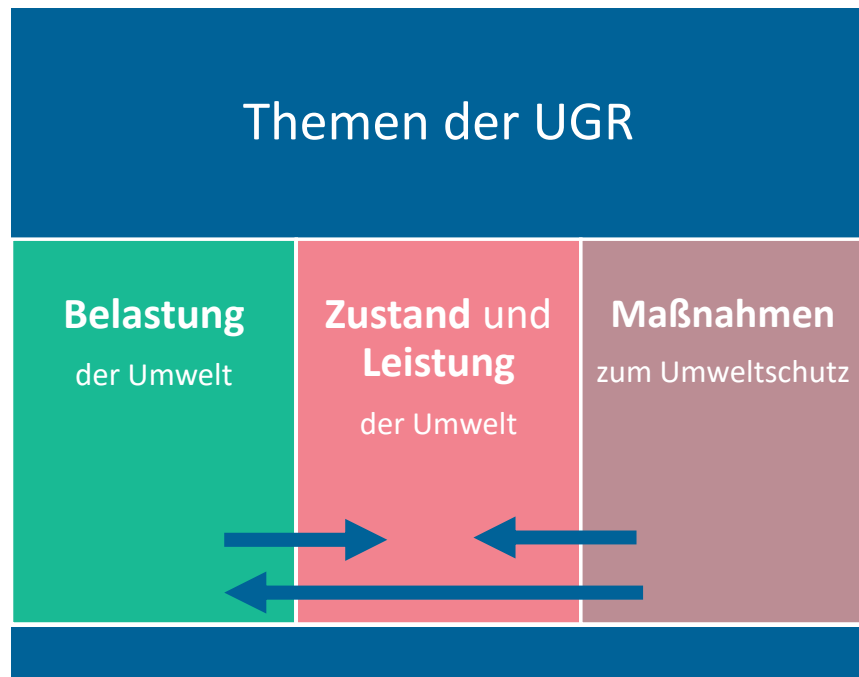 Themen der UGR
Belastung
der Umwelt
Zustand und
Leistung
der Umwelt
Maßnahmen
zum Umweltschutz